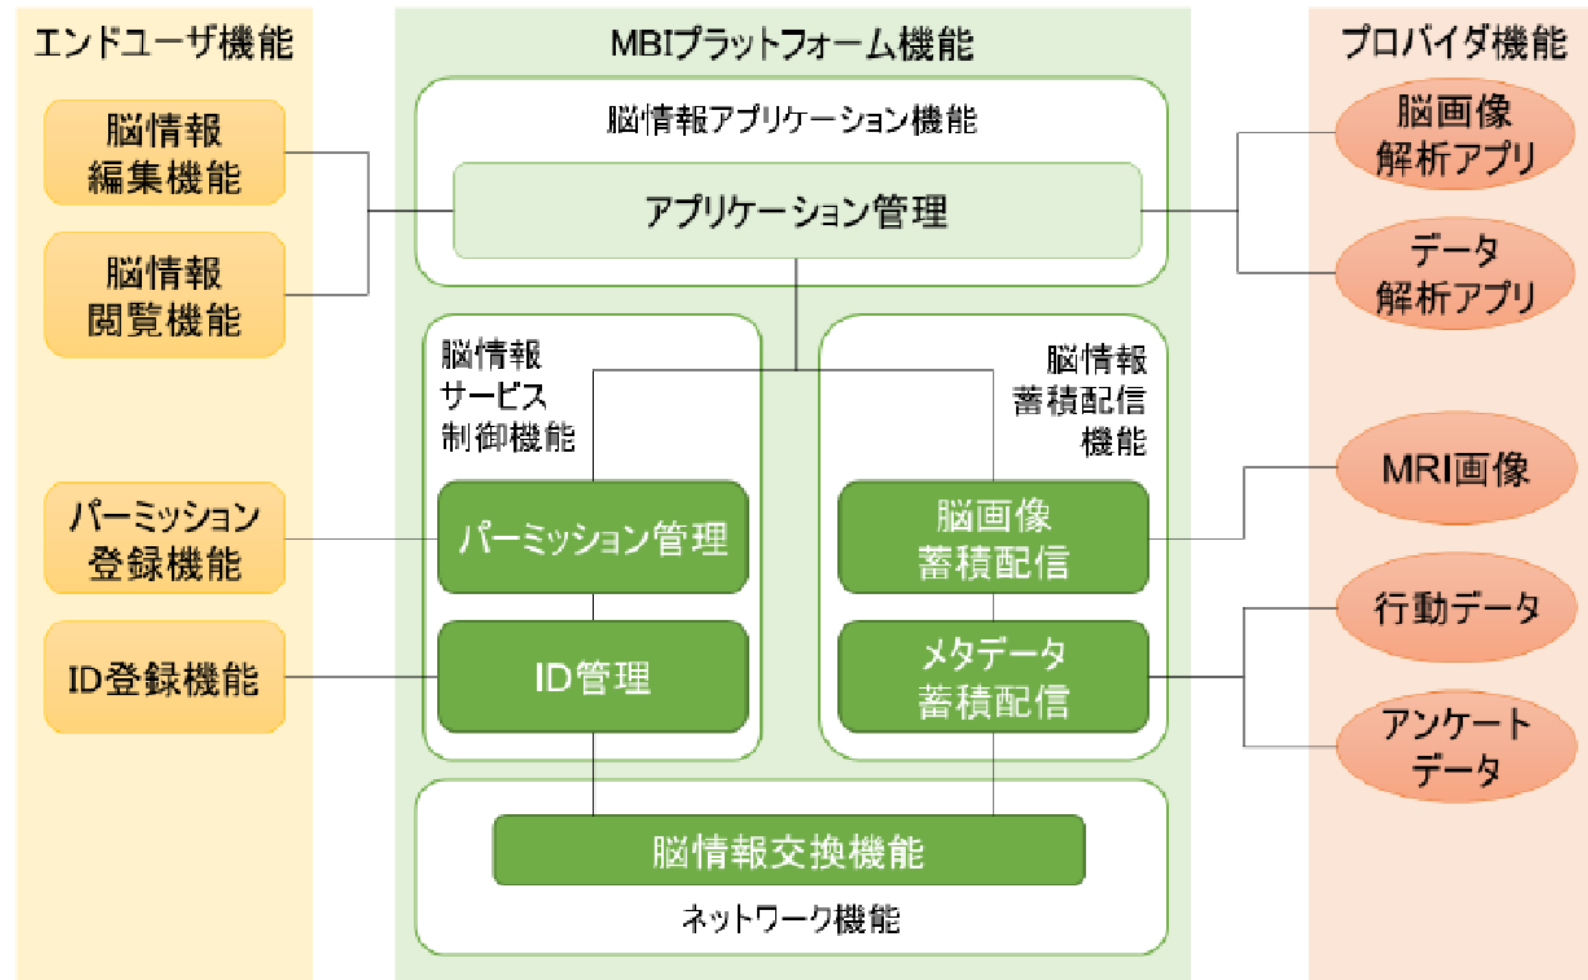 エンドユーザ機能
脳情報
編集機能
脳情報
閲覧機能
パーミッション
登録機能
ID登録機能
MBIプラットフォーム機能
脳情報アプリケーション機能
アプリケーション管理
脳情報
サービス
制御機能
パーミッション管理
ID管理
脳情報
蓄積配信
機能
脳画像
蓄積配信
メタデータ
蓄積配信
脳情報交換機能
ネットワーク機能
プロバイダ機能
脳画像
解析アプリ
データ
解析アプリ
MRI画像
行動データ
アンケート
データ